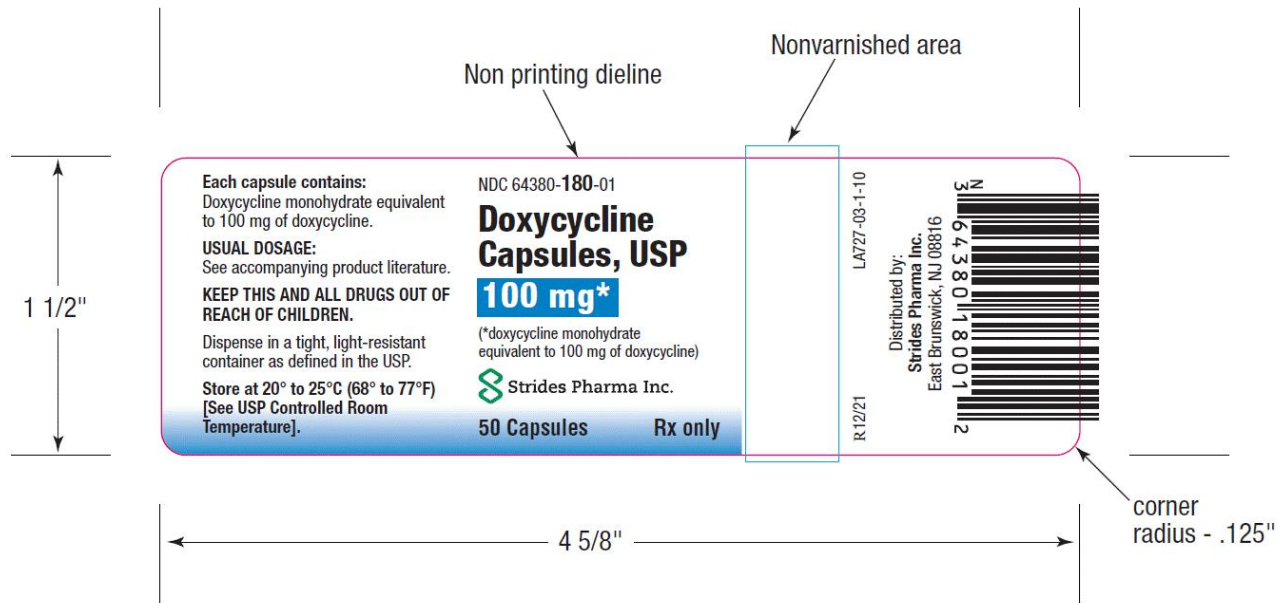 Nonvarnished area
Non printing dieline
1 1/2"
Each capsule contains:
Doxycycline monohydrate equivalent
to 100 mg of doxycycline.
USUAL DOSAGE:
See accompanying product literature.
KEEP THIS AND ALL DRUGS OUT OF
REACH OF CHILDREN.
Dispense in a tight, light-resistant
container as defined in the USP.
Store at 20° to 25°C (68° to 77°F)
[See USP Controlled Room
Temperature].
NDC 64380-180-01
Doxycycline
Capsules, USP
100 mg*
(*doxycycline monohydrate
equivalent to 100 mg of doxycycline)
Strides Pharma Inc.
50 Capsules Rx only
R12/21 LA727-03-1-10
Distributed by:
Strides Pharma Inc.
East Brunswick, NJ 08816
N
3 64380 18001 2
corner
radius - .125"
4 5/8"